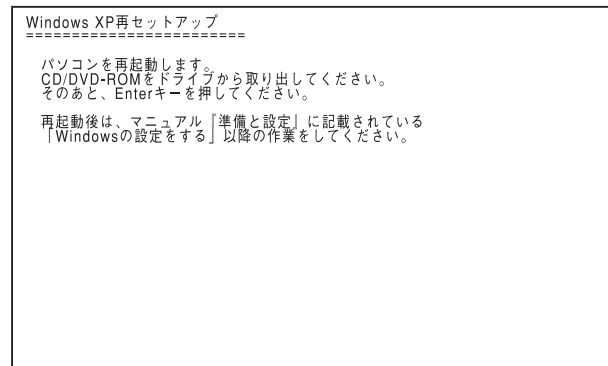 Windows XP再セットアップ
========================
パソコンを再起動します。
CD/DVD-ROMをドライブから取り出してください。
そのあと、Enterキーを押してください。
再起動後は、マニュアル『準備と設定』に記載されている
「Windowsの設定をする」以降の作業をしてください。